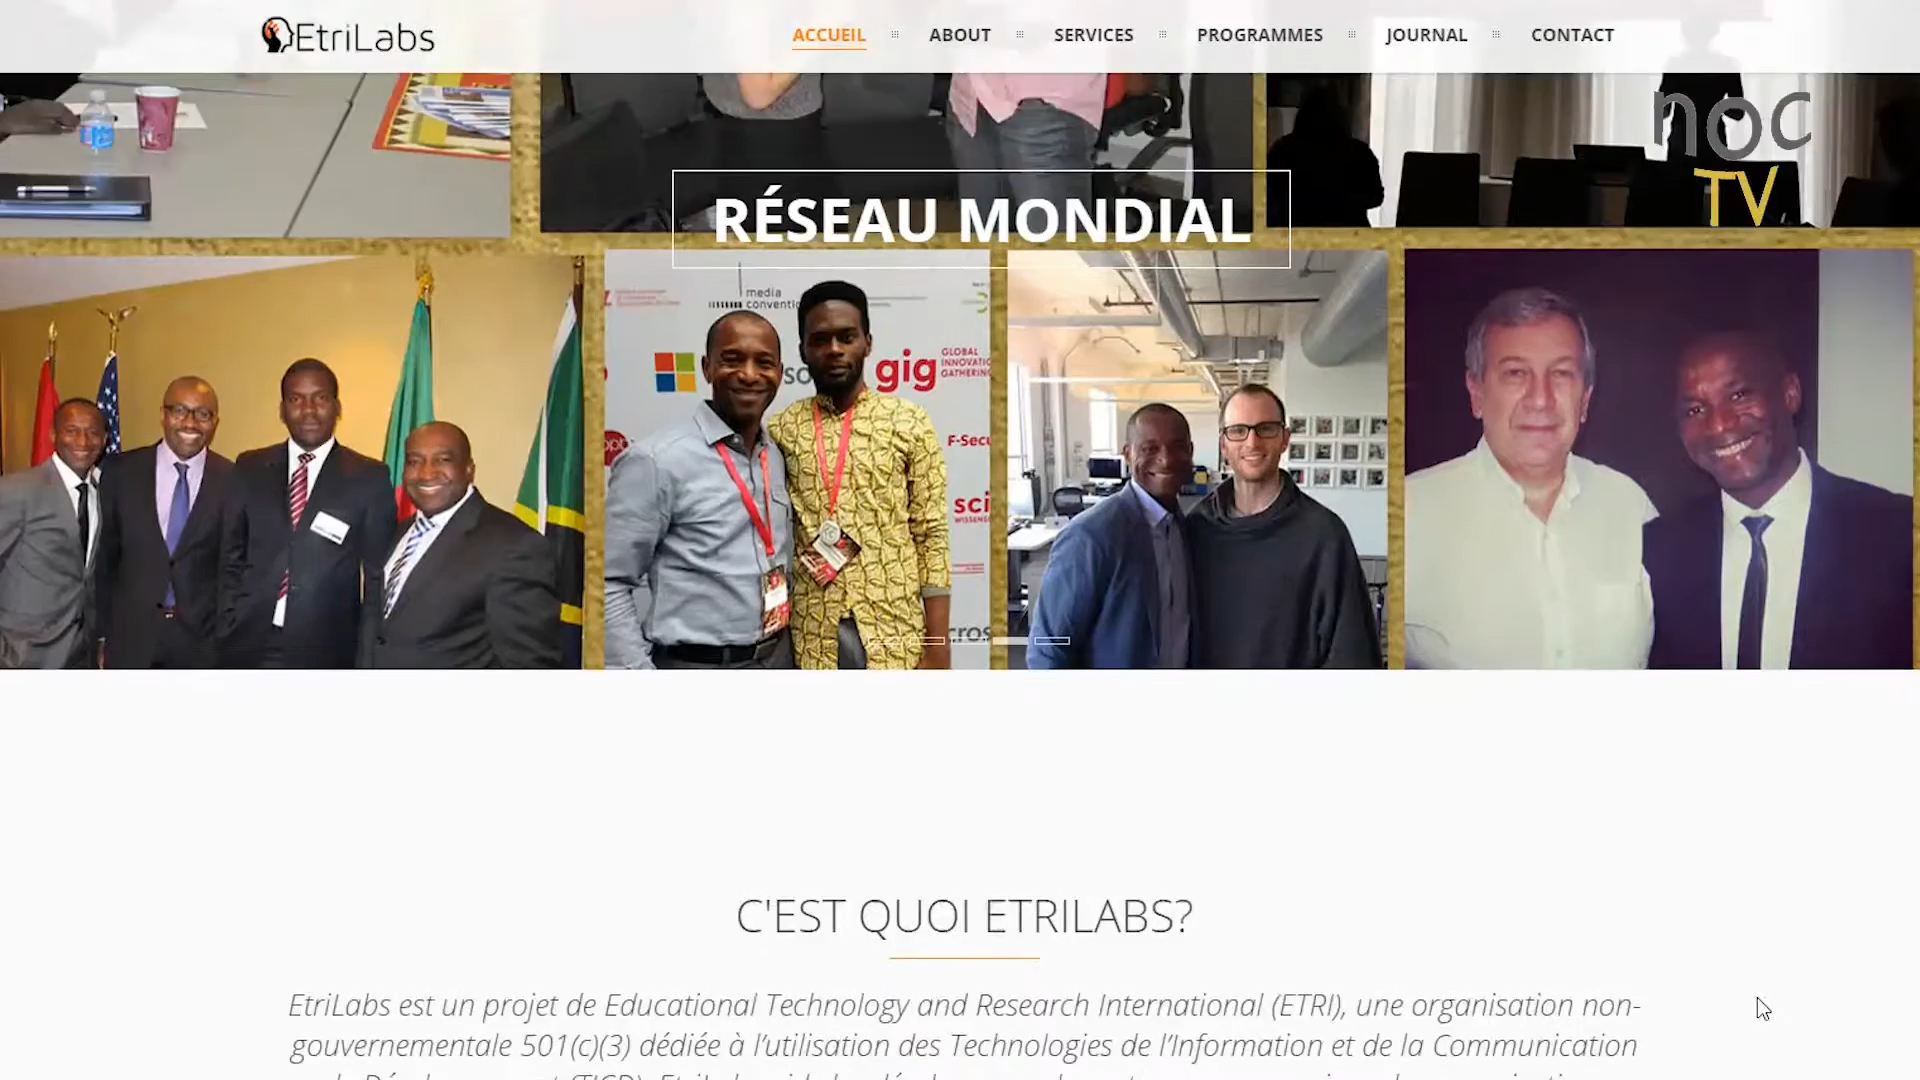 EtriLabs
ACCUEIL ABOUT SERVICES PROGRAMMES JOURNAL CONTACT
noc
TV
RÉSEAU MONDIAL
media
gig
GLOBAL
GATHERING
C'EST QUOI ETRILABS?
EtriLabs est un projet de Educational Technology and Research International (ETRI), une organisation non-
gouvernementale 501(c)(3) dédiée à l’utilisation des Technologies de l’Information et de la Communication